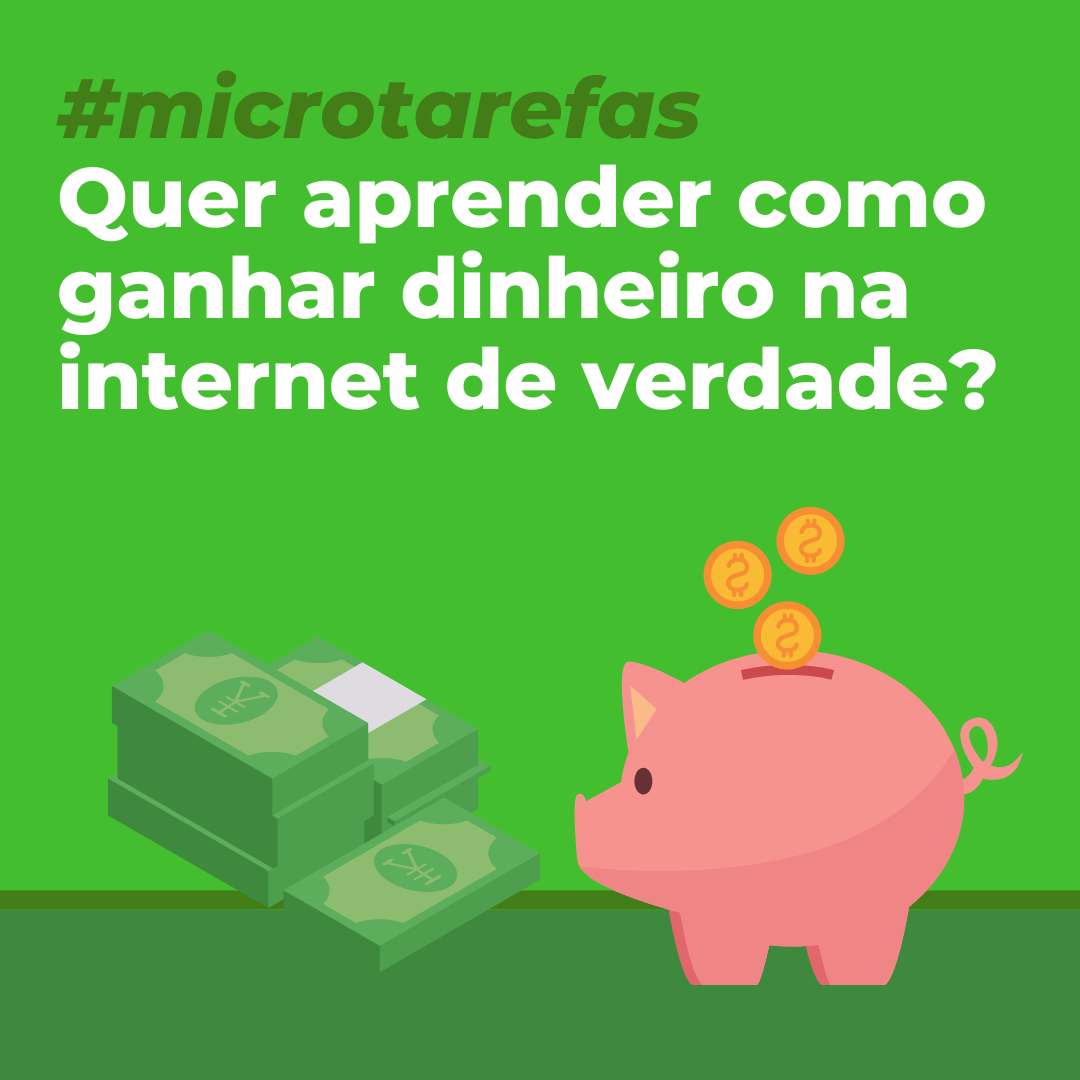 #microtarefas
Quer aprender como
ganhar dinheiro na
internet de verdade?